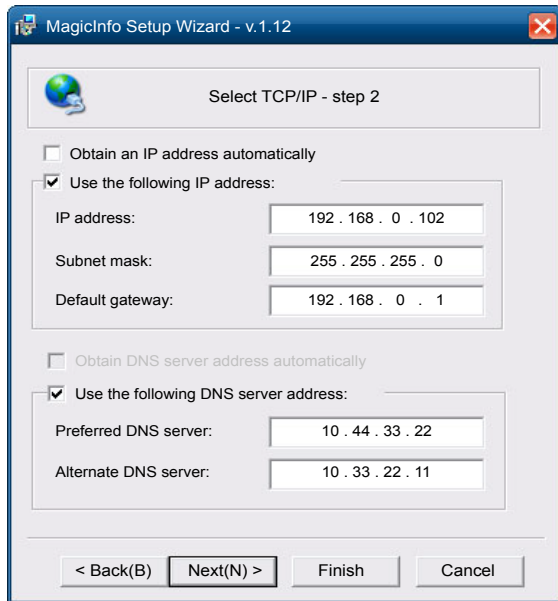 MagicInfo Setup Wizard - v.1.12
Select TCP/IP - step 2
Obtain an IP address automatically
Use the following IP address:
IP address: 192 . 168 . 0 . 102
Subnet mask: 255 . 255 . 255 . 0
Default gateway: 192 . 168 . 0 . 1
Obtain DNS server address automatically
Use the following DNS server address:
Preferred DNS server: 10 . 44 . 33 . 22
Alternate DNS server: 10 . 33 . 22 . 11
< Back(B) Next(N) > Finish Cancel